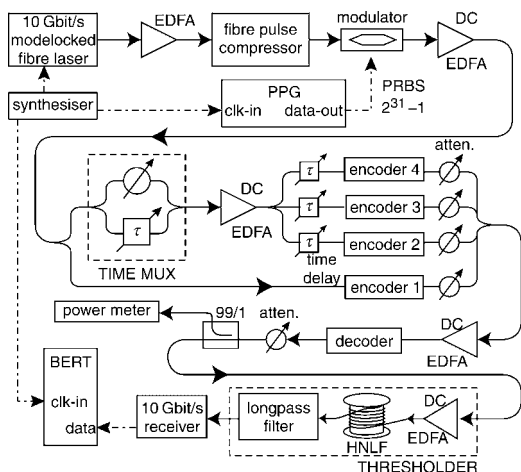 10 Gbit/s
modelocked
fibre laser
EDFA
fibre pulse
compressor
modulator
DC
EDFA
synthesiser
PPG
clk-in data-out
PRBS
2^31 –1
atten.
τ
TIME MUX
DC
EDFA
τ
encoder 4
τ
encoder 3
τ
encoder 2
time
delay
encoder 1
power meter
99/1
atten.
decoder
DC
EDFA
BERT
clk-in
data
10 Gbit/s
receiver
longpass
filter
HNLF
DC
EDFA
THRESHOLDER